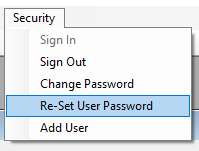 Security
Sign In
Sign Out
Change Password
Re-Set User Password
Add User